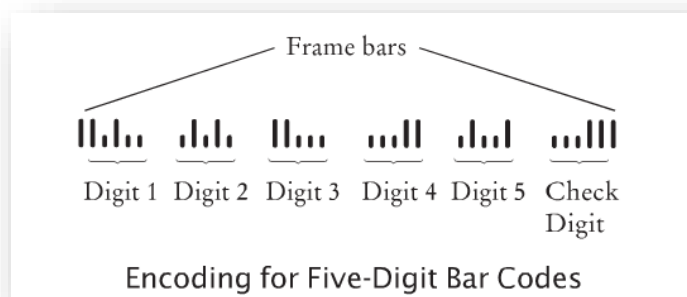 Frame bars
Digit 1 Digit 2 Digit 3 Digit 4 Digit 5 Check
Digit
Encoding for Five-Digit Bar Codes